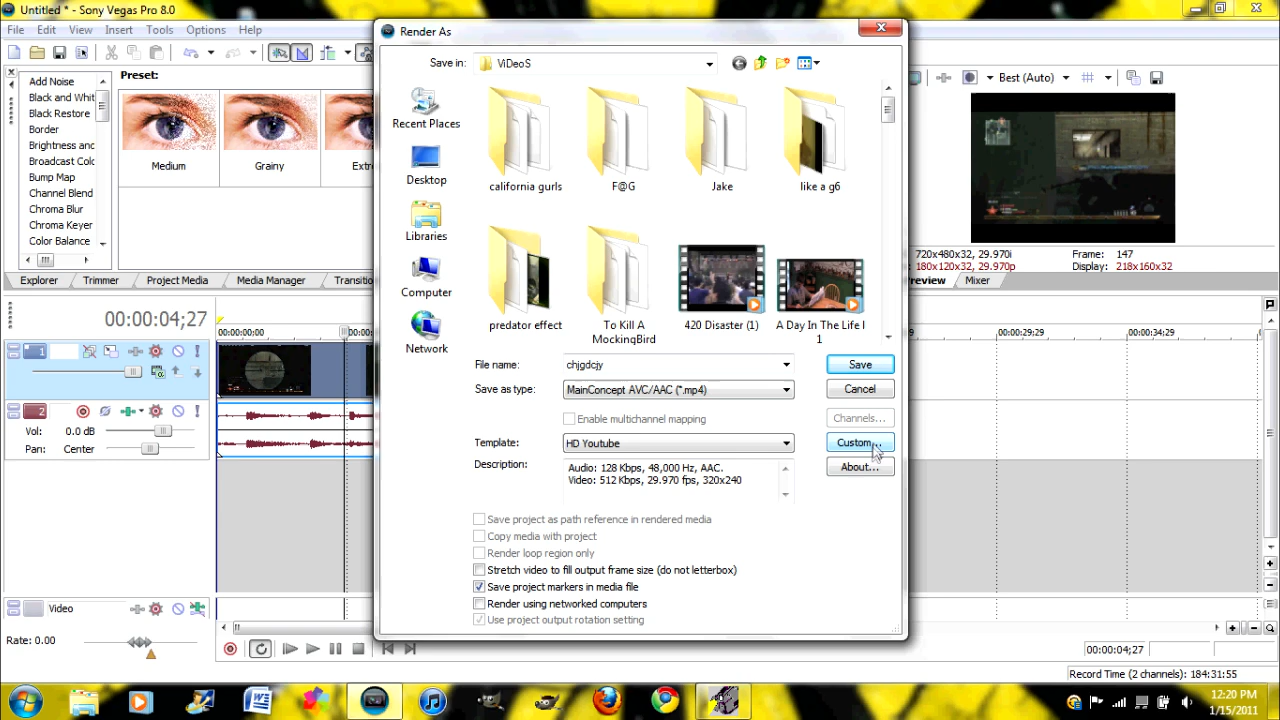 Untitled * - Sony Vegas Pro 8.0
File Edit View Insert Tools Options Help
Add Noise
Black and Whit
Black Restore
Border
Brightness and
Broadcast Colo
Bump Map
Channel Blend
Chroma Blur
Chroma Keyer
Color Balance
Preset:
Medium
Grainy
Extre
Explorer Trimmer Project Media Media Manager Transition
Render As
Save in: ViDeoS
Recent Places
Desktop
Libraries
Computer
Network
california gurls F@G Jake like a g6
predator effect To Kill A MockingBird 420 Disaster (1) A Day In The Life I 1
File name: chjgdcjy Save
Save as type: MainConcept AVC/AAC (*.mp4) Cancel
Enable multichannel mapping Channels...
Template: HD Youtube Custom...
Description: Audio: 128 Kbps, 48,000 Hz, AAC. About...
Video: 512 Kbps, 29.970 fps, 320x240
Save project as path reference in rendered media
Copy media with project
Render loop region only
Stretch video to fill output frame size (do not letterbox)
Save project markers in media file
Render using networked computers
Use project output rotation setting
Best (Auto)
720x480x32, 29.970i Frame: 147
180x120x32, 29.970p Display: 218x160x32
review Mixer
00:00:04;27
00:00:00;00
00:00:29;29 00:00:34;29
1
2
Vol: 0.0 dB
Pan: Center
Video
Rate: 0.00
00:00:04;27
Record Time (2 channels): 184:31:55
12:20 PM
1/15/2011